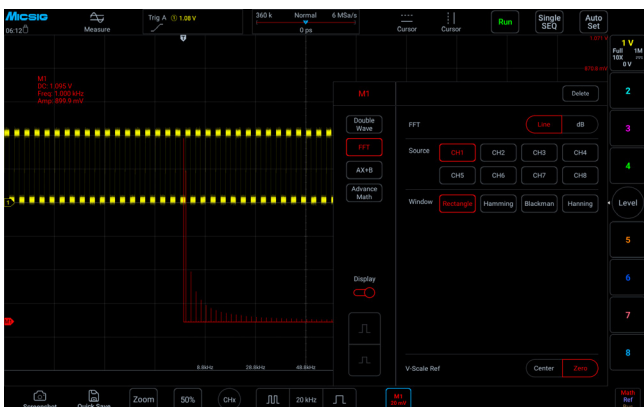 MICSIG
06:12
Measure
Trig A ① 1.08 V
360 k Normal 6 MSa/s
0 ps
Cursor
Cursor
Run
Single SEQ
Auto Set
1 V
Full 1M
10X
0 V
M1
DC: 1.095 V
Freq: 1.800 kHz
Amp: 899.0 mV
M1
Delete
Double Wave
FFT
AX+B
Advance Math
FFT
Line
dB
Source
CH1
CH2
CH3
CH4
CH5
CH6
CH7
CH8
Window
Rectangle
Hamming
Blackman
Hanning
Display
V-Scale Ref
Center
Zero
2
3
4
Level
5
6
7
8
1
8.8kHz
28.8kHz
48.8kHz
Screenshot
Quick Save
Zoom
50%
CHx
20 kHz
M1
Math
Ref